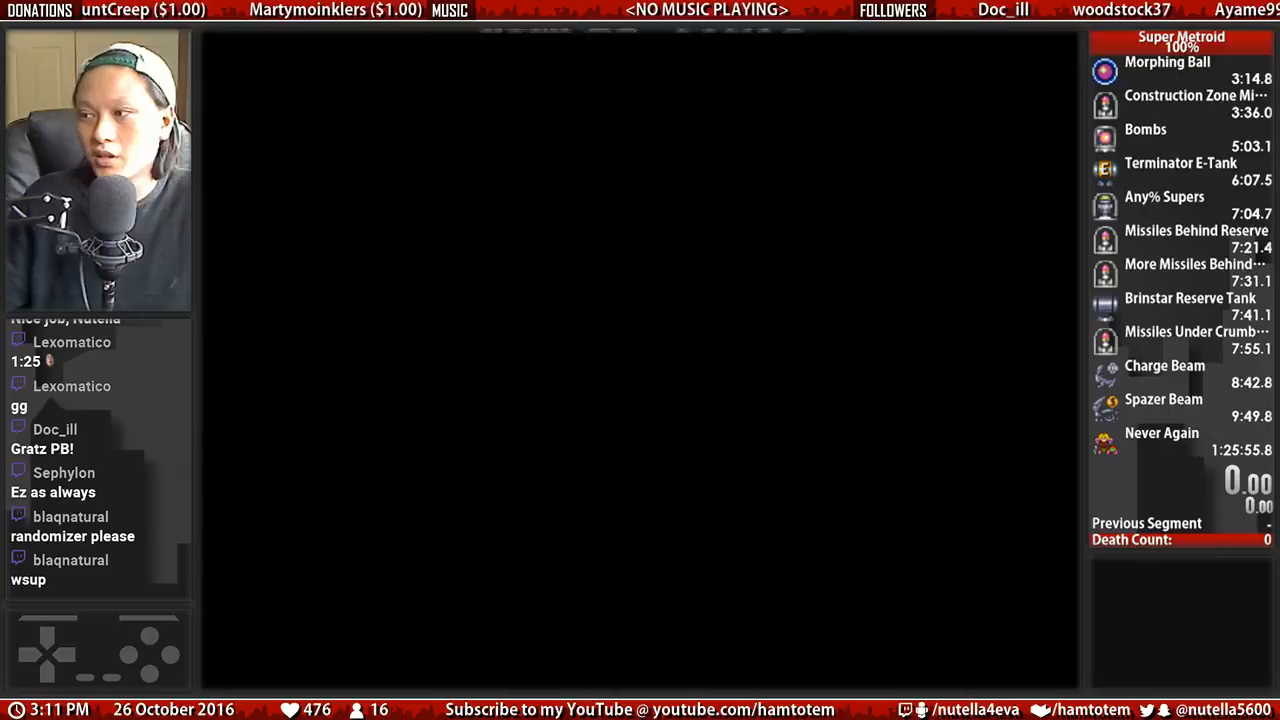 DONATIONS untCreep ($1.00) Martymoinklers ($1.00) MUSIC <NO MUSIC PLAYING> FOLLOWERS Doc_ill woodstock37 Ayame99
Nice job, Nutella
Lexomatico
1:25
Lexomatico
gg
Doc_ill
Gratz PB!
Sephylon
Ez as always
blaqnatural
randomizer please
blaqnatural
wsup
Super Metroid
100%
Morphing Ball
3:14.8
Construction Zone Mi...
3:36.0
Bombs
5:03.1
Terminator E-Tank
6:07.5
Any% Supers
7:04.7
Missiles Behind Reserve
7:21.4
More Missiles Behind...
7:31.1
Brinstar Reserve Tank
7:41.1
Missiles Under Crumb...
7:55.1
Charge Beam
8:42.8
Spazer Beam
9:49.8
Never Again
1:25:55.8
0.00
0.00
Previous Segment -
Death Count: 0
3:11 PM 26 October 2016 476 16 Subscribe to my YouTube @ youtube.com/hamtotem /nutella4eva /hamtotem @nutella5600